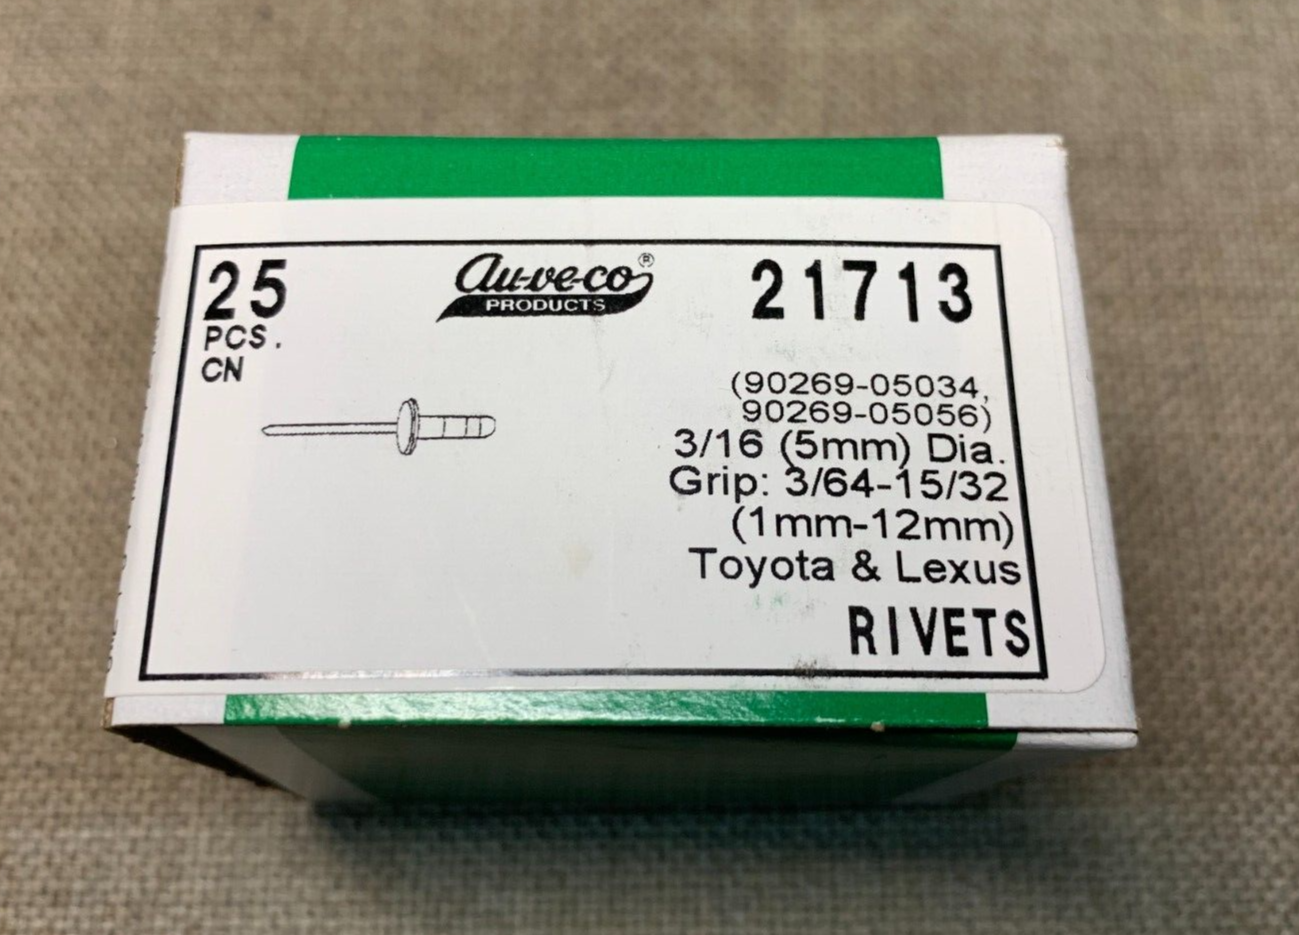 25
PCS.
CN
au-ve-co®
PRODUCTS
21713
(90269-05034,
90269-05056)
3/16 (5mm) Dia.
Grip: 3/64-15/32
(1mm-12mm)
Toyota & Lexus
RIVETS